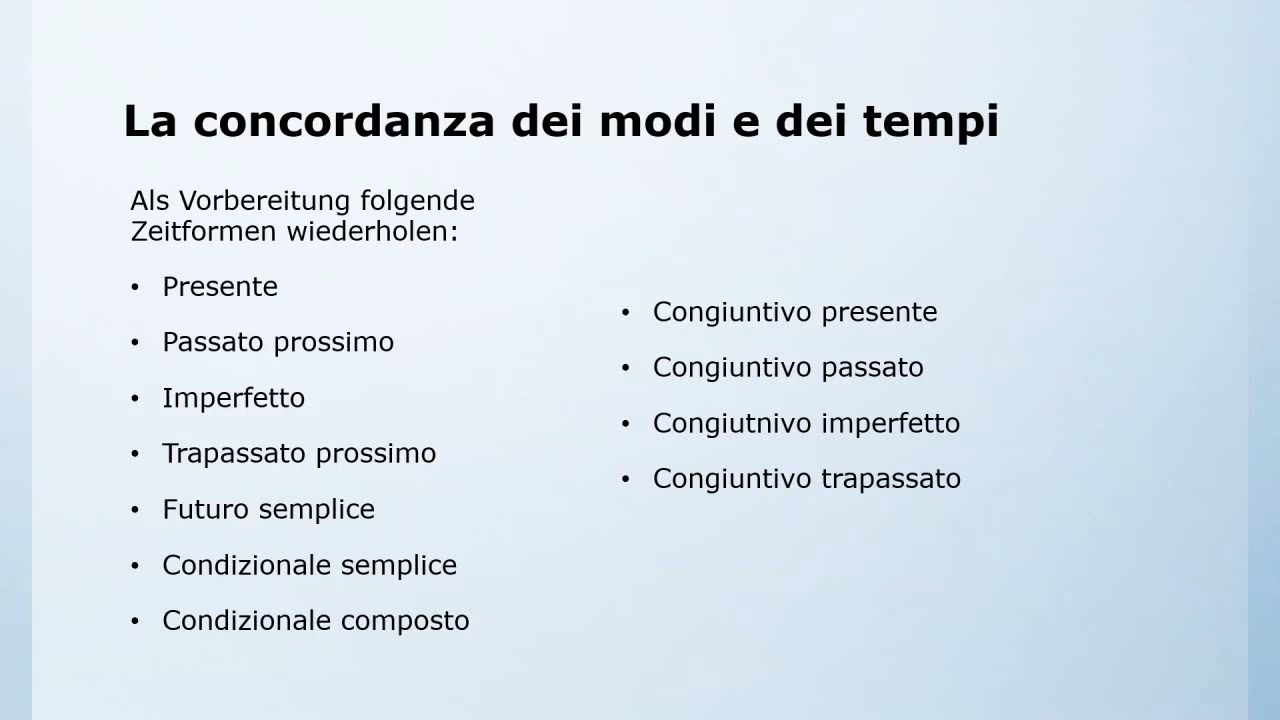 La concordanza dei modi e dei tempi
Als Vorbereitung folgende
Zeitformen wiederholen:
• Presente
• Passato prossimo
• Imperfetto
• Trapassato prossimo
• Futuro semplice
• Condizionale semplice
• Condizionale composto
• Congiuntivo presente
• Congiuntivo passato
• Congiutnivo imperfetto
• Congiuntivo trapassato